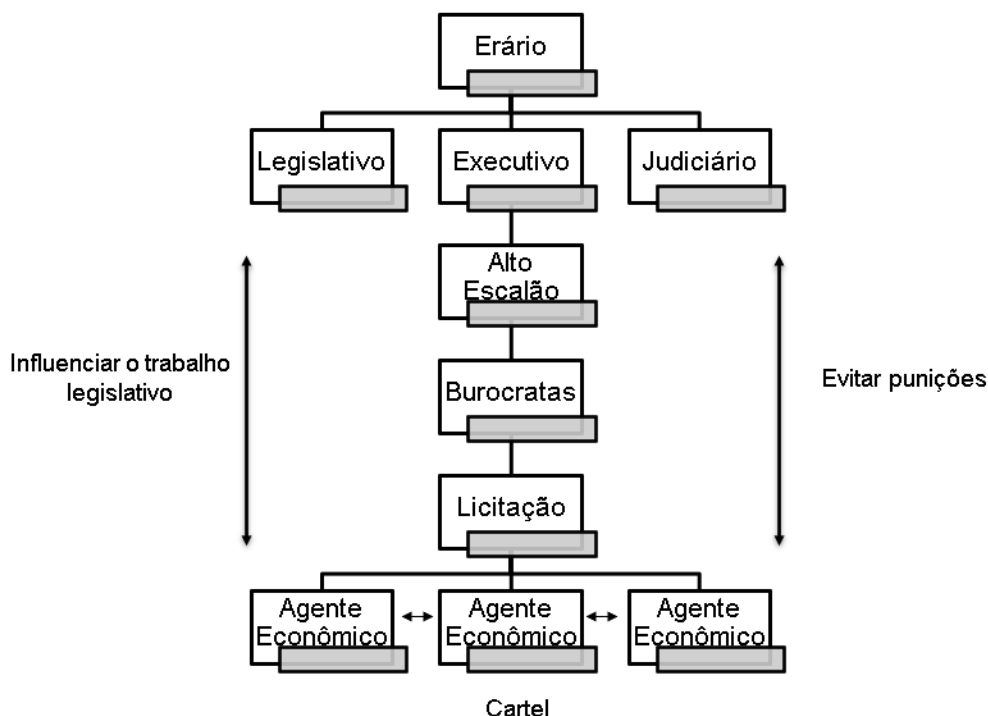 Erário
Legislativo
Executivo
Judiciário
Alto
Escalão
Influenciar o trabalho
legislativo
Evitar punições
Burocratas
Licitação
Agente
Econômico
Agente
Econômico
Agente
Econômico
Cartel